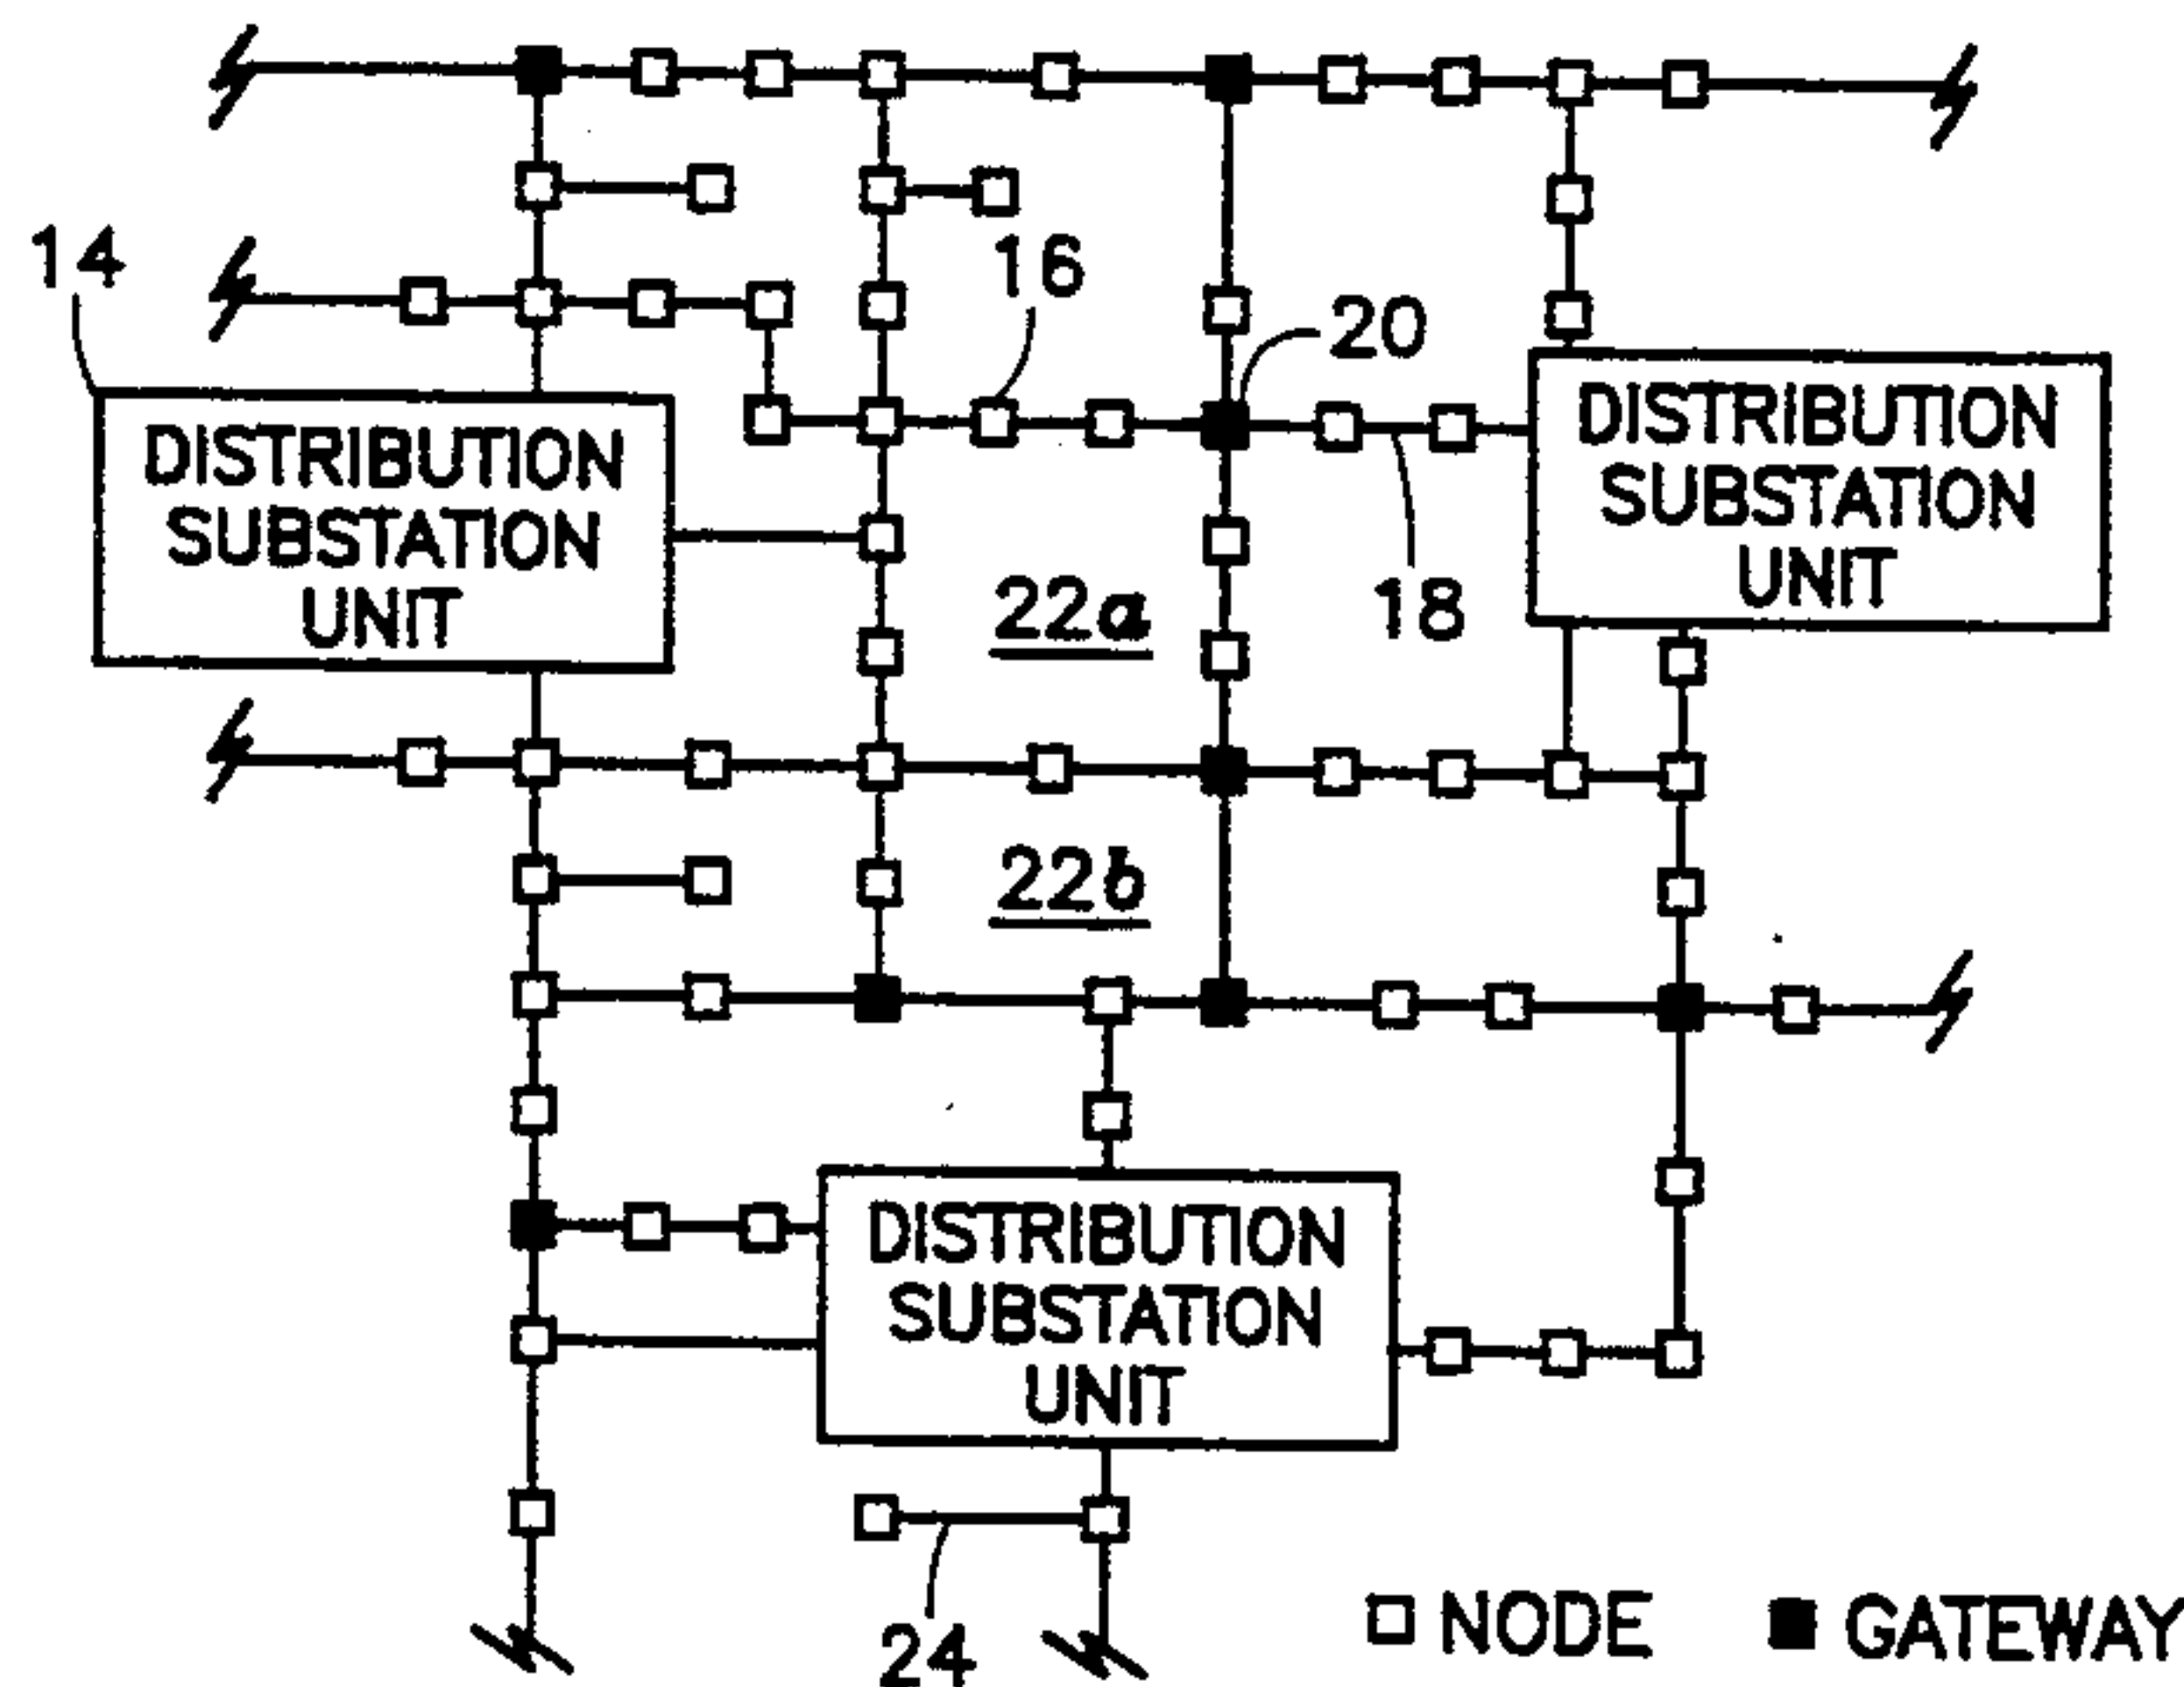 14
16
20
DISTRIBUTION
SUBSTATION
UNIT
DISTRIBUTION
SUBSTATION
UNIT
22a
18
22b
DISTRIBUTION
SUBSTATION
UNIT
24
NODE
GATEWAY